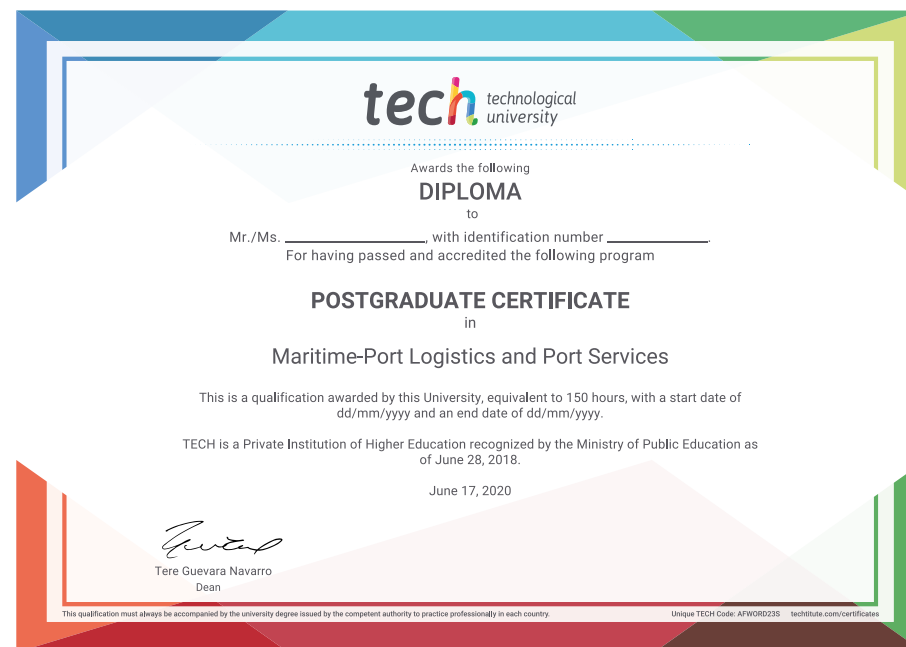 tech technological
university
Awards the following
DIPLOMA
to
Mr./Ms. ____________________, with identification number ______________.
For having passed and accredited the following program
POSTGRADUATE CERTIFICATE
in
Maritime-Port Logistics and Port Services
This is a qualification awarded by this University, equivalent to 150 hours, with a start date of
dd/mm/yyyy and an end date of dd/mm/yyyy.
TECH is a Private Institution of Higher Education recognized by the Ministry of Public Education as
of June 28, 2018.
June 17, 2020
Tere Guevara Navarro
Dean
This qualification must always be accompanied by the university degree issued by the competent authority to practice professionally in each country. Unique TECH Code: AFWORD23S techtitute.com/certificates